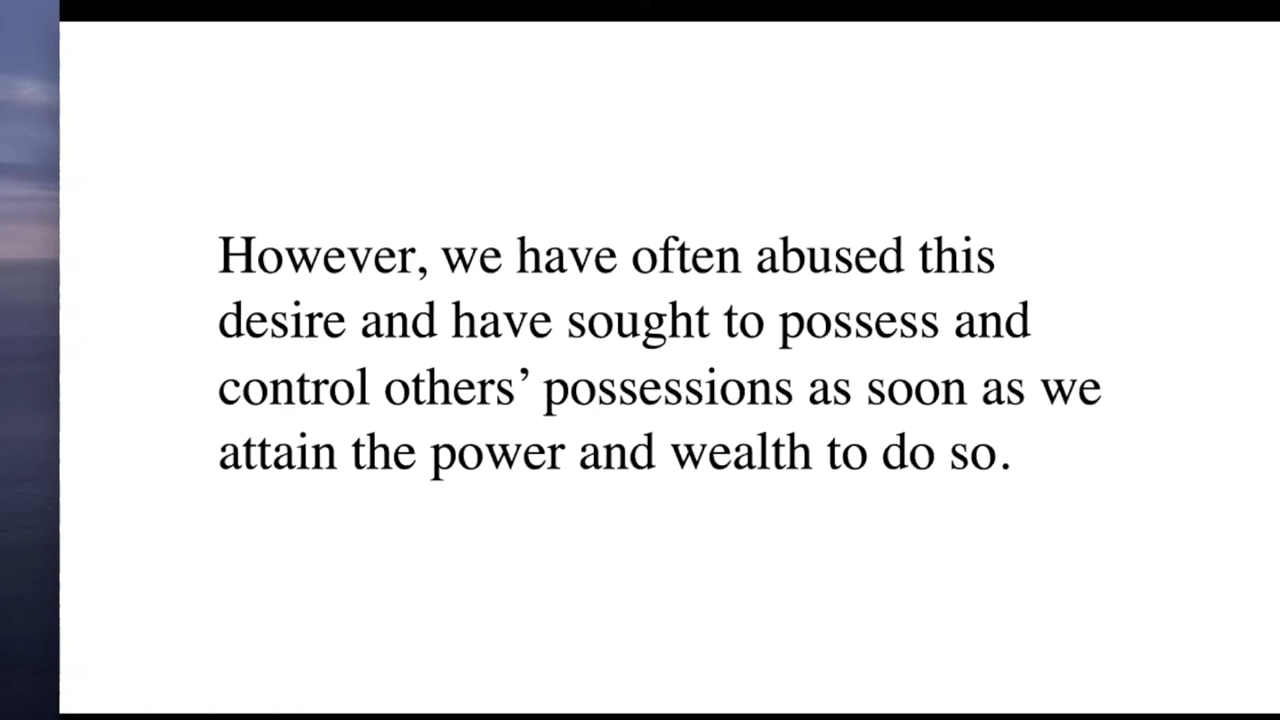 However, we have often abused this
desire and have sought to possess and
control others’ possessions as soon as we
attain the power and wealth to do so.